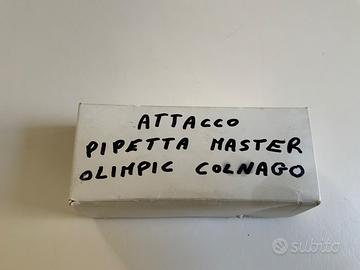 ATTACCO
PIPETTA MASTER
OLIMPIC COLNAGO
subito